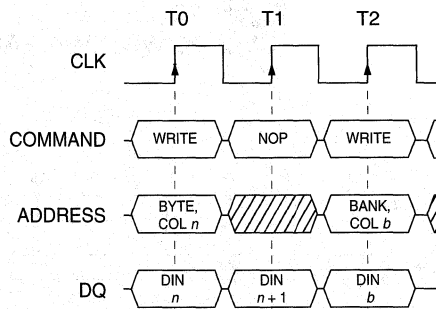 T0 T1 T2
CLK
COMMAND WRITE NOP WRITE
ADDRESS BYTE, COL n BANK, COL b
DQ DIN n DIN n + 1 DIN b